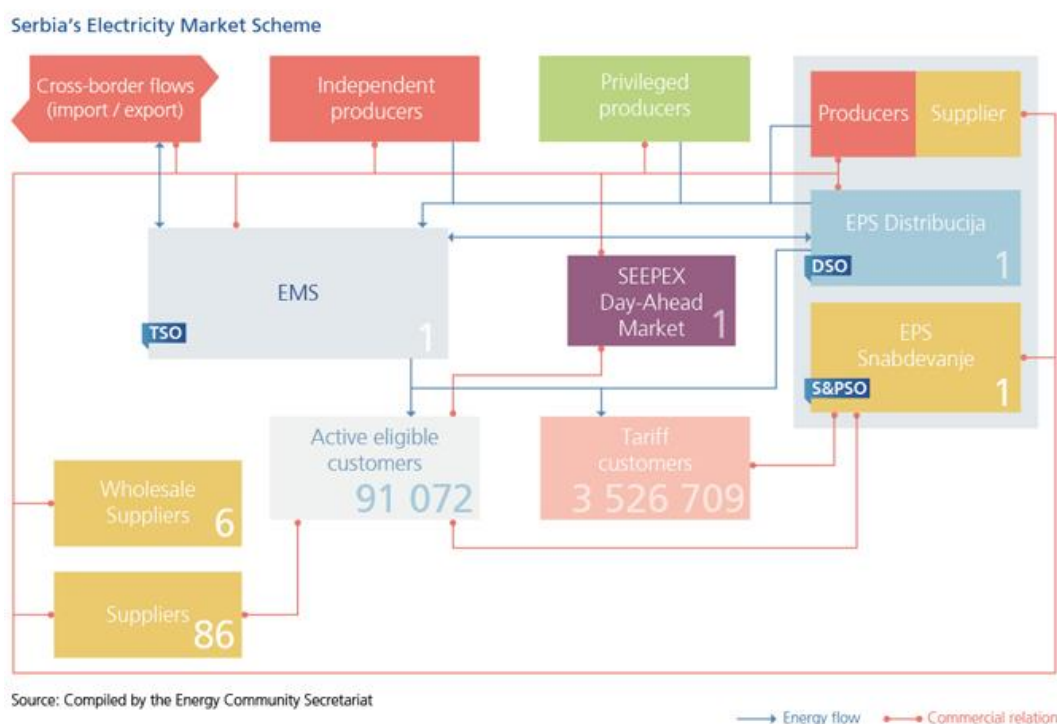 Serbia's Electricity Market Scheme
Cross-border flows
(import / export)
Independent
producers
Privileged
producers
Producers
Supplier
EMS
TSO
1
SEEPEX
Day-Ahead
Market
1
EPS Distribucija
DSO
1
EPS
Snabdevanje
S&PSO
1
Active eligible
customers
91 072
Tariff
customers
3 526 709
Wholesale
Suppliers
6
Suppliers
86
Source: Compiled by the Energy Community Secretariat
Energy flow
Commercial relation